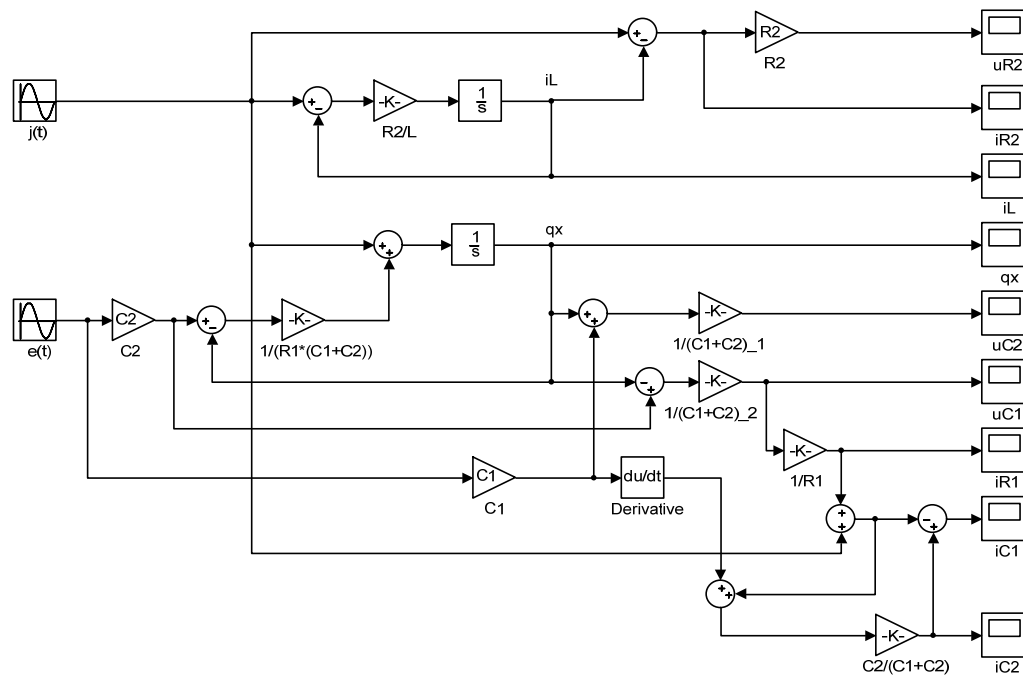 R2
R2
uR2
j(t)
-K-
R2/L
1
s
iL
iR2
iL
1
s
qx
qx
e(t)
C2
C2
-K-
1/(R1*(C1+C2))
-K-
1/(C1+C2)_1
uC2
-K-
1/(C1+C2)_2
uC1
-K-
1/R1
iR1
C1
C1
du/dt
Derivative
iC1
-K-
C2/(C1+C2)
iC2